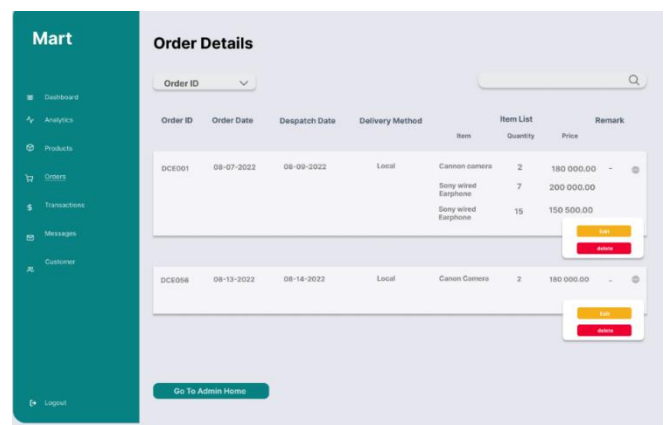 Mart
Order Details
Order ID
Dashboard
Analytics
Products
Orders
Transactions
Messages
Customer
Logout
Order ID Order Date Despatch Date Delivery Method Item List Remark
Item Quantity Price
DCE001 08-07-2022 08-09-2022 Local Cannon camera 2 180 000.00 -
Sony wired Earphone 7 200 000.00
Sony wired Earphone 15 150 500.00
Edit
delete
DCE056 08-13-2022 08-14-2022 Local Canon Camera 2 180 000.00 -
Edit
delete
Go To Admin Home